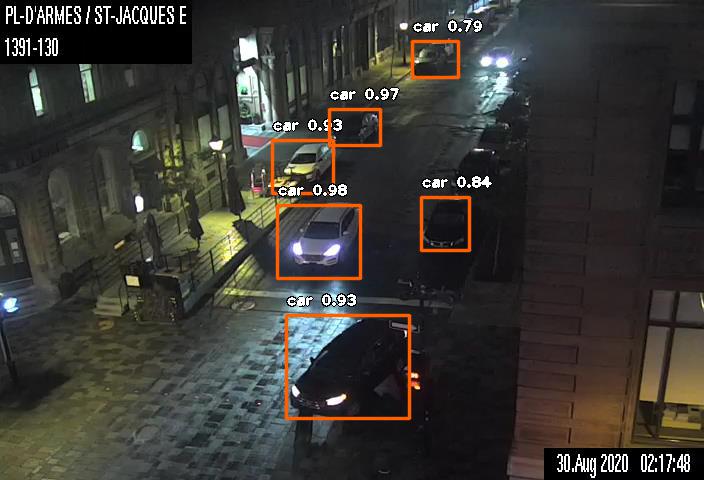 PL-D'ARMES / ST-JACQUES E
1391-130
car 0.79
car 0.97
car 0.93
car 0.98
car 0.84
car 0.93
30.Aug 2020 02:17:48